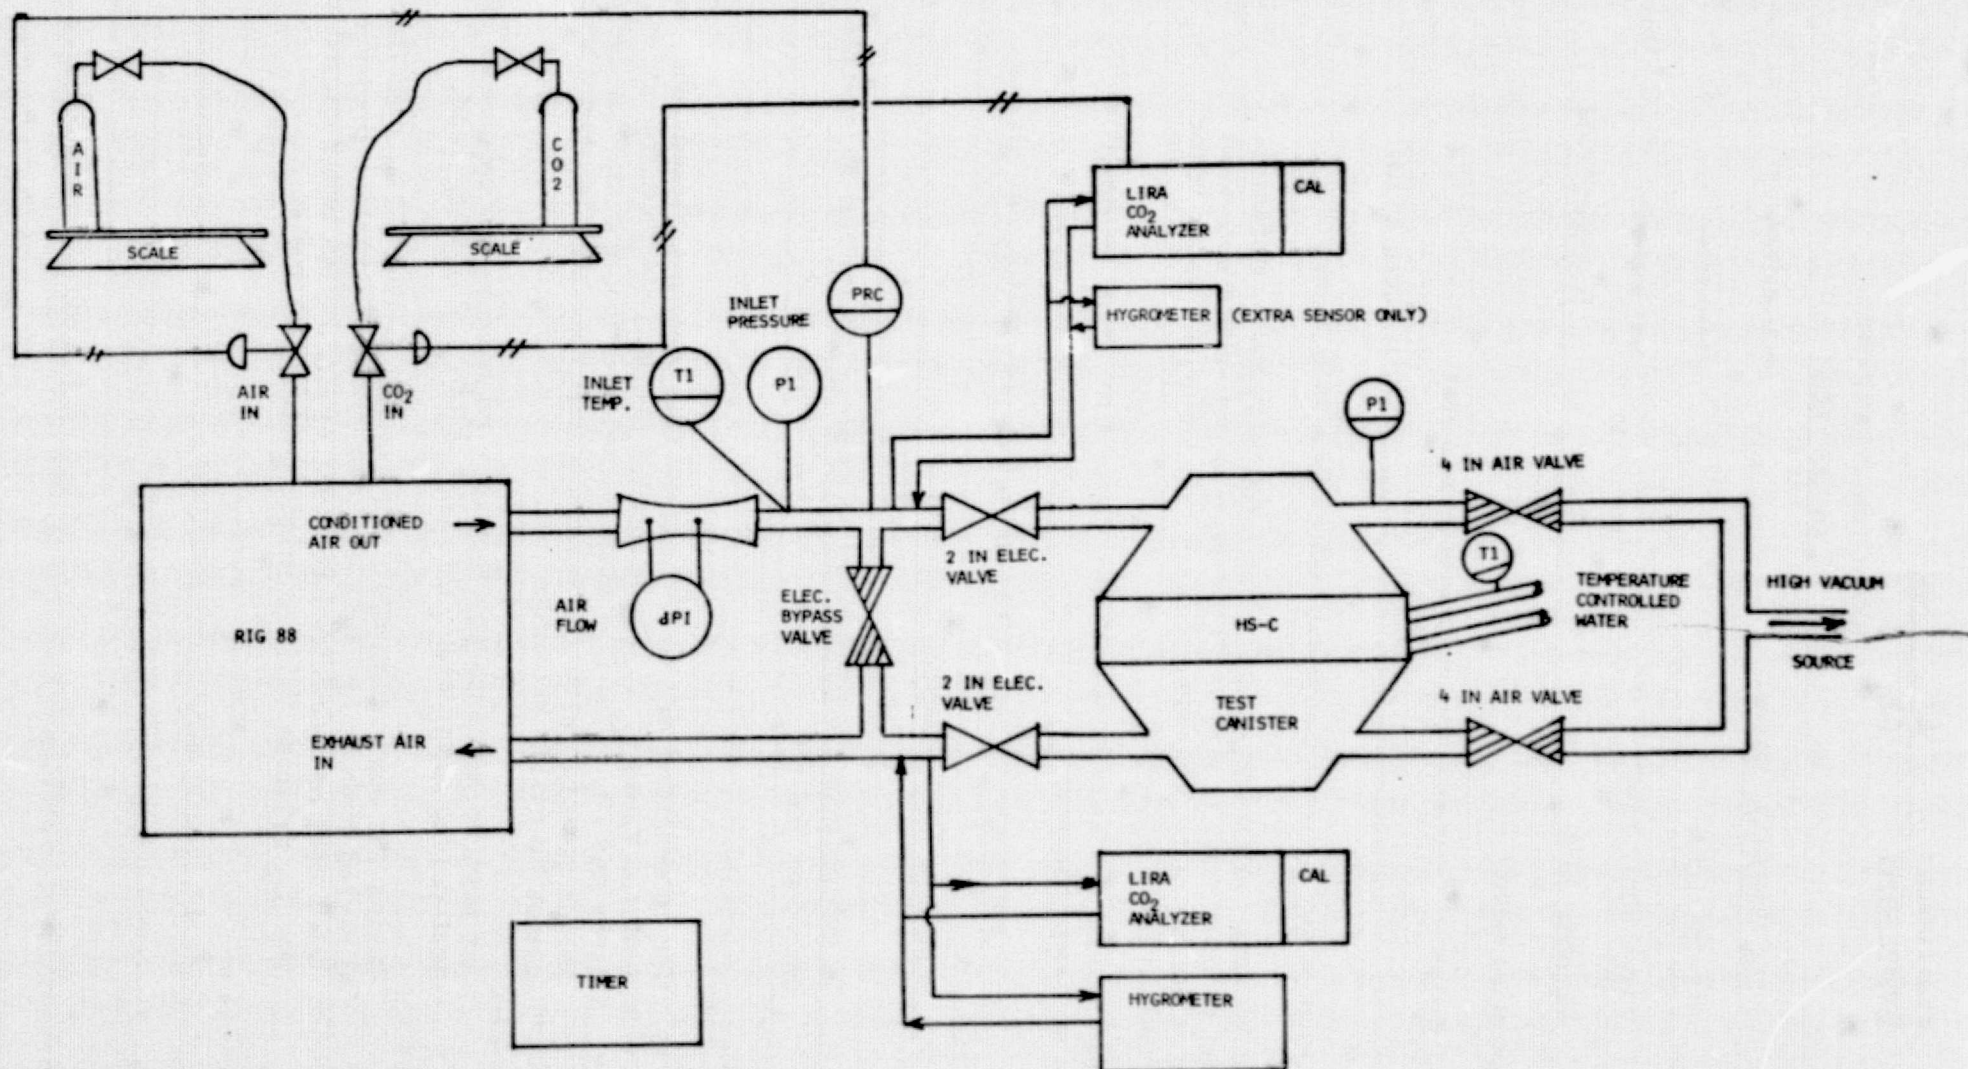 AIR
CO2
SCALE
SCALE
LIRA
CO2
ANALYZER
CAL
PRC
INLET
PRESSURE
HYGROMETER
(EXTRA SENSOR ONLY)
AIR
IN
CO2
IN
INLET
TEMP.
T1
P1
P1
4 IN AIR VALVE
CONDITIONED
AIR OUT
2 IN ELEC.
VALVE
T1
TEMPERATURE
CONTROLLED
WATER
HIGH VACUUM
SOURCE
AIR
FLOW
dPI
ELEC.
BYPASS
VALVE
RIG 88
HS-C
2 IN ELEC.
VALVE
TEST
CANISTER
4 IN AIR VALVE
EXHAUST AIR
IN
LIRA
CO2
ANALYZER
CAL
TIMER
HYGROMETER